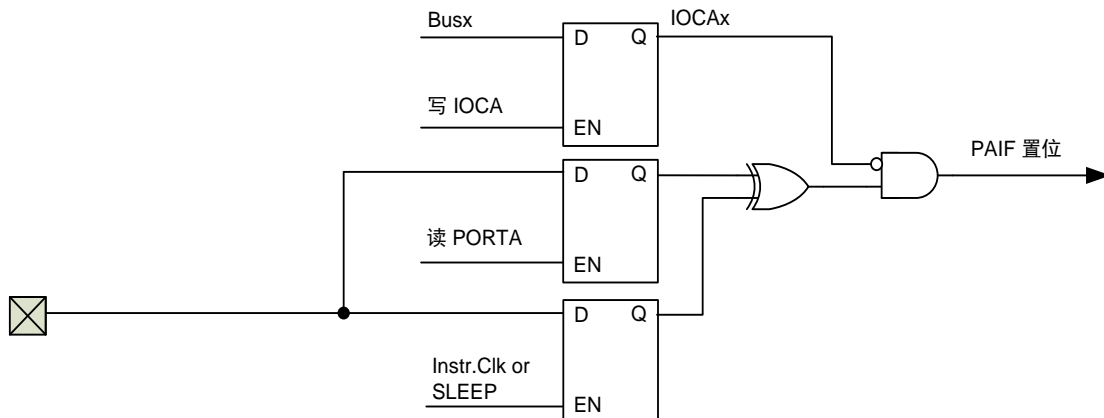 Busx
IOCAx
D Q
写 IOCA
EN
PAIF 置位
D Q
读 PORTA
EN
D Q
Instr.Clk or
SLEEP
EN